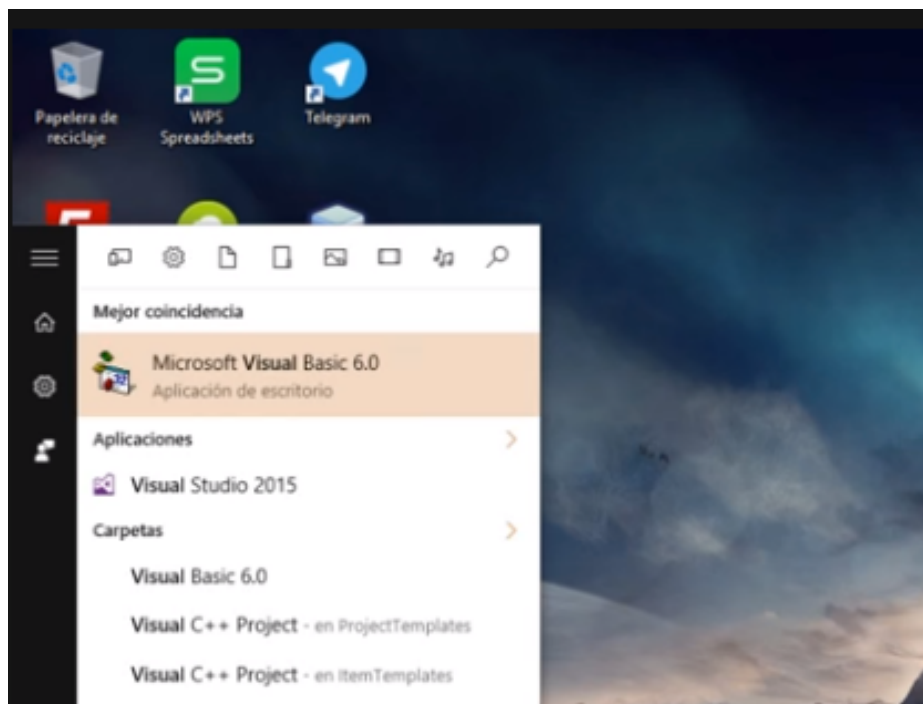 Papelera de
reciclaje
WPS
Spreadsheets
Telegram
Mejor coincidencia
Microsoft Visual Basic 6.0
Aplicación de escritorio
Aplicaciones
Visual Studio 2015
Carpetas
Visual Basic 6.0
Visual C++ Project - en ProjectTemplates
Visual C++ Project - en ItemTemplates